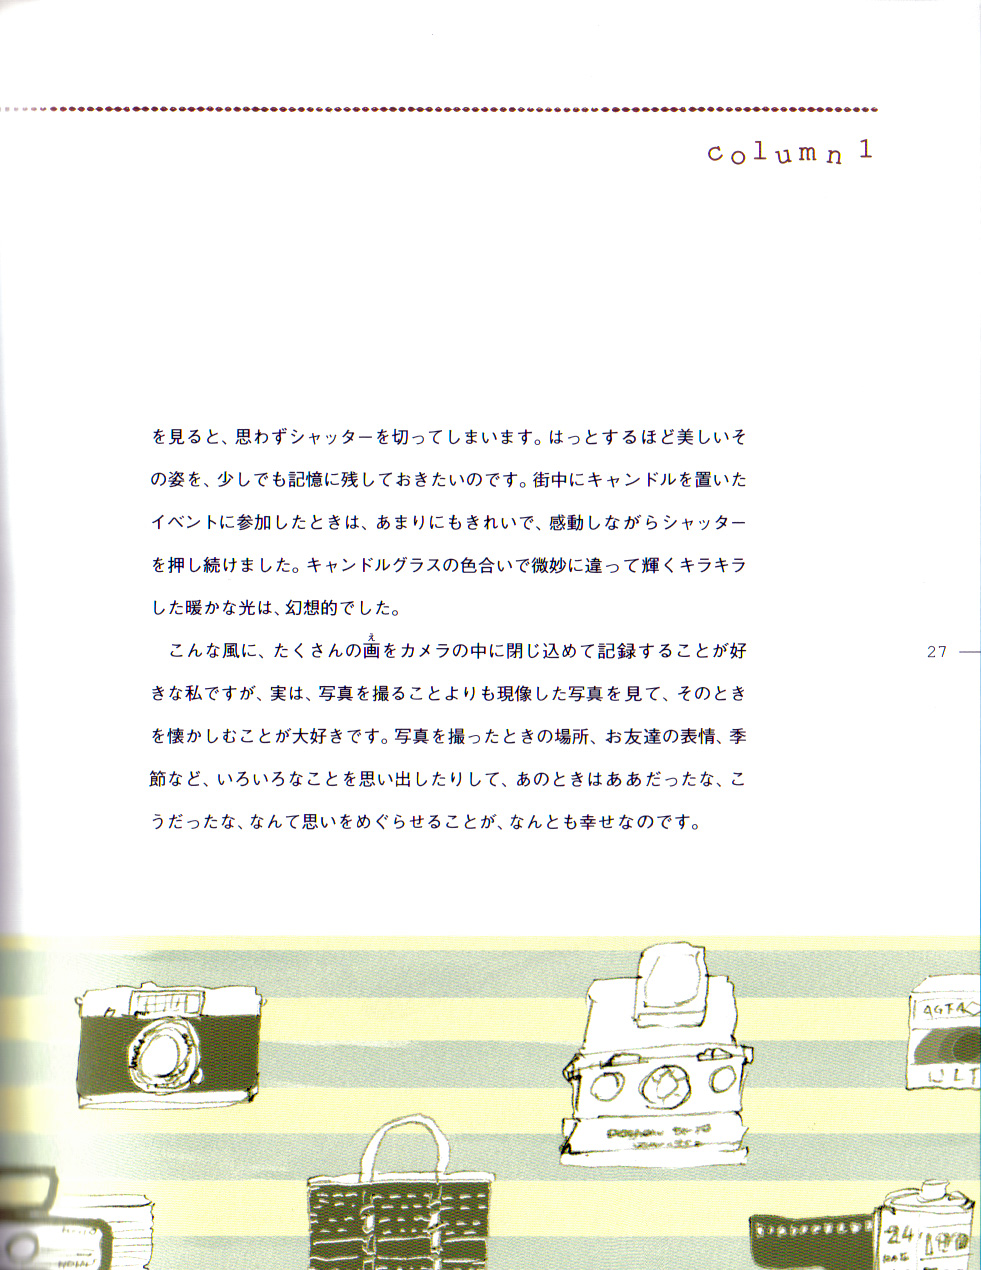 column 1
を見ると、思わずシャッターを切ってしまいます。はっとするほど美しいそ
の姿を、少しでも記憶に残しておきたいのです。街中にキャンドルを置いた
イベントに参加したときは、あまりにもきれいで、感動しながらシャッター
を押し続けました。キャンドルグラスの色合いで微妙に違って輝くキラキラ
した暖かな光は、幻想的でした。
え
こんな風に、たくさんの画をカメラの中に閉じ込めて記録することが好
27
きな私ですが、実は、写真を撮ることよりも現像した写真を見て、そのとき
を懐かしむことが大好きです。写真を撮ったときの場所、お友達の表情、季
節など、いろいろなことを思い出したりして、あのときはああだったな、こ
うだったな、なんて思いをめぐらせることが、なんとも幸せなのです。
AGFA
ULT
24
100